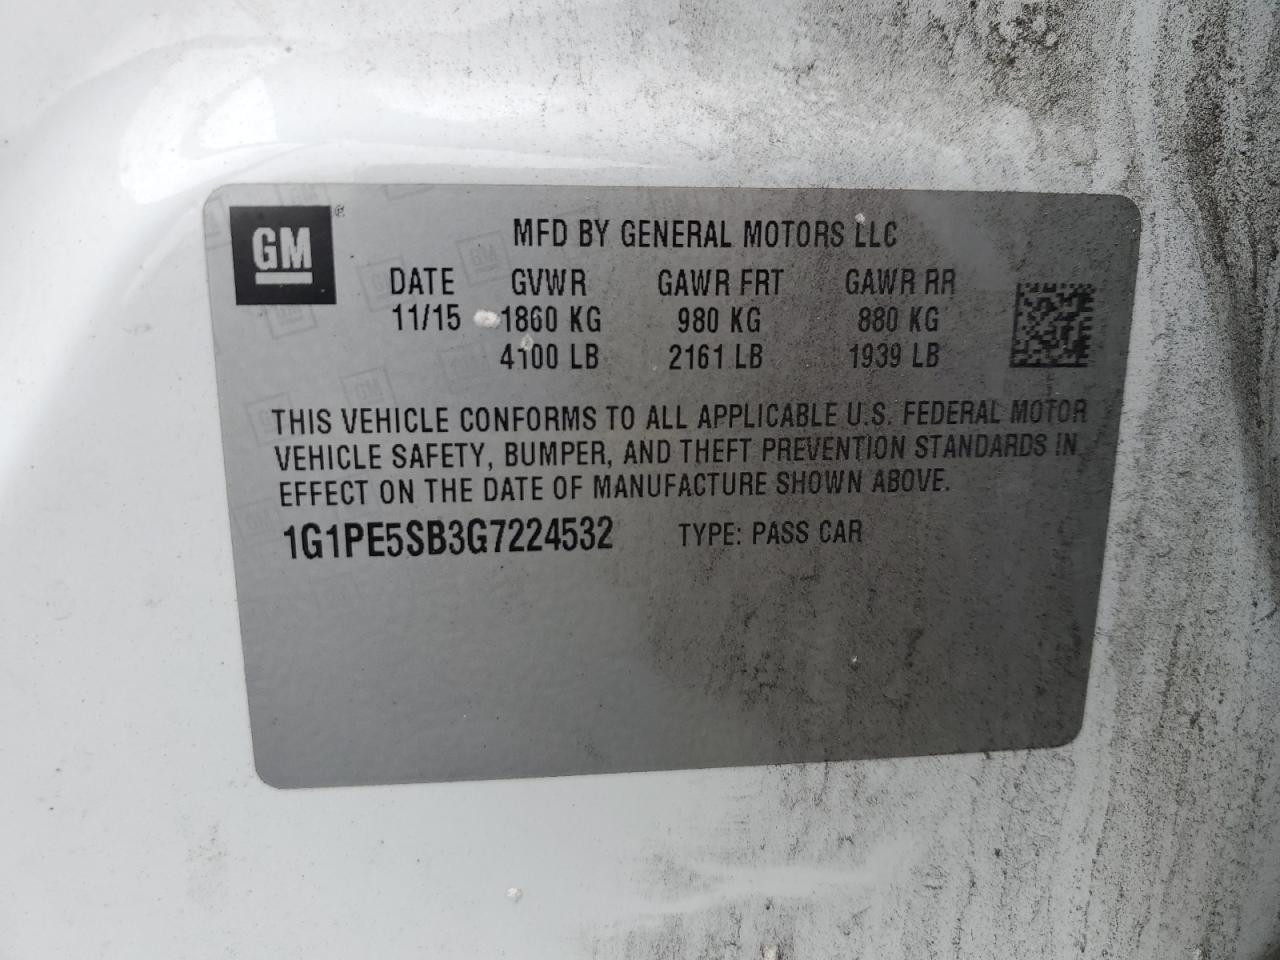 GM ®
MFD BY GENERAL MOTORS LLC
DATE GVWR GAWR FRT GAWR RR
11/15 1860 KG 980 KG 880 KG
4100 LB 2161 LB 1939 LB
THIS VEHICLE CONFORMS TO ALL APPLICABLE U.S. FEDERAL MOTOR
VEHICLE SAFETY, BUMPER, AND THEFT PREVENTION STANDARDS IN
EFFECT ON THE DATE OF MANUFACTURE SHOWN ABOVE.
1G1PE5SB3G7224532 TYPE: PASS CAR